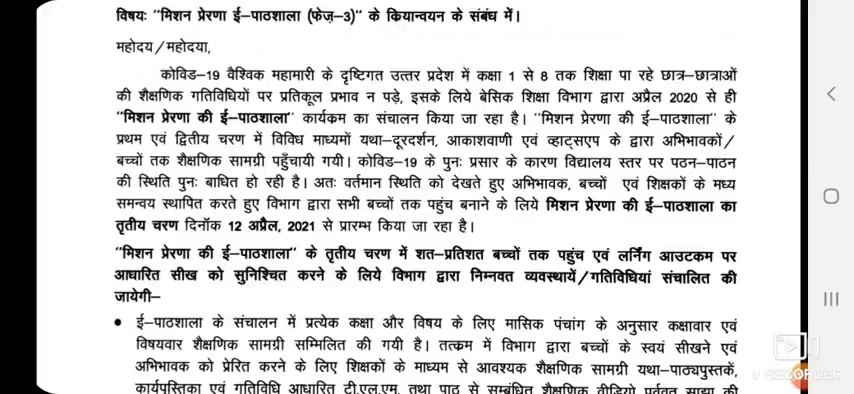 विषयः "मिशन प्रेरणा ई-पाठशाला (फेज़-3)" के क्रियान्वयन के संबंध में।
महोदय/महोदया,
कोविड-19 वैश्विक महामारी के दृष्टिगत उत्तर प्रदेश में कक्षा 1 से 8 तक शिक्षा पा रहे छात्र-छात्राओं
की शैक्षणिक गतिविधियों पर प्रतिकूल प्रभाव न पड़े, इसके लिये बेसिक शिक्षा विभाग द्वारा अप्रैल 2020 से ही
"मिशन प्रेरणा की ई-पाठशाला" कार्यक्रम का संचालन किया जा रहा है। "मिशन प्रेरणा की ई-पाठशाला" के
प्रथम एवं द्वितीय चरण में विविध माध्यमों यथा-दूरदर्शन, आकाशवाणी एवं व्हाट्सएप के द्वारा अभिभावकों/
बच्चों तक शैक्षणिक सामग्री पहुँचायी गयी। कोविड-19 के पुनः प्रसार के कारण विद्यालय स्तर पर पठन-पाठन
की स्थिति पुनः बाधित हो रही है। अतः वर्तमान स्थिति को देखते हुए अभिभावक, बच्चों एवं शिक्षकों के मध्य
समन्वय स्थापित करते हुए विभाग द्वारा सभी बच्चों तक पहुंच बनाने के लिये मिशन प्रेरणा की ई-पाठशाला का
तृतीय चरण दिनॉक 12 अप्रैल, 2021 से प्रारम्भ किया जा रहा है।
"मिशन प्रेरणा की ई-पाठशाला" के तृतीय चरण में शत-प्रतिशत बच्चों तक पहुंच एवं लर्निंग आउटकम पर
आधारित सीख को सुनिश्चित करने के लिये विभाग द्वारा निम्नवत व्यवस्थायें/गतिविधियां संचालित की
जायेगी-
• ई-पाठशाला के संचालन में प्रत्येक कक्षा और विषय के लिए मासिक पंचांग के अनुसार कक्षावार एवं
विषयवार शैक्षणिक सामग्री सम्मिलित की गयी है। तत्क्रम में विभाग द्वारा बच्चों के स्वयं सीखने एवं
अभिभावक को प्रेरित करने के लिए शिक्षकों के माध्यम से आवश्यक शैक्षणिक सामग्री यथा-पाठ्यपुस्तकें,
कार्यपुस्तिका एवं गतिविधि आधारित टी.एल.एम. तथा पाठ से सम्बंधित शैक्षणिक वीडियो पूर्ववत साझा की